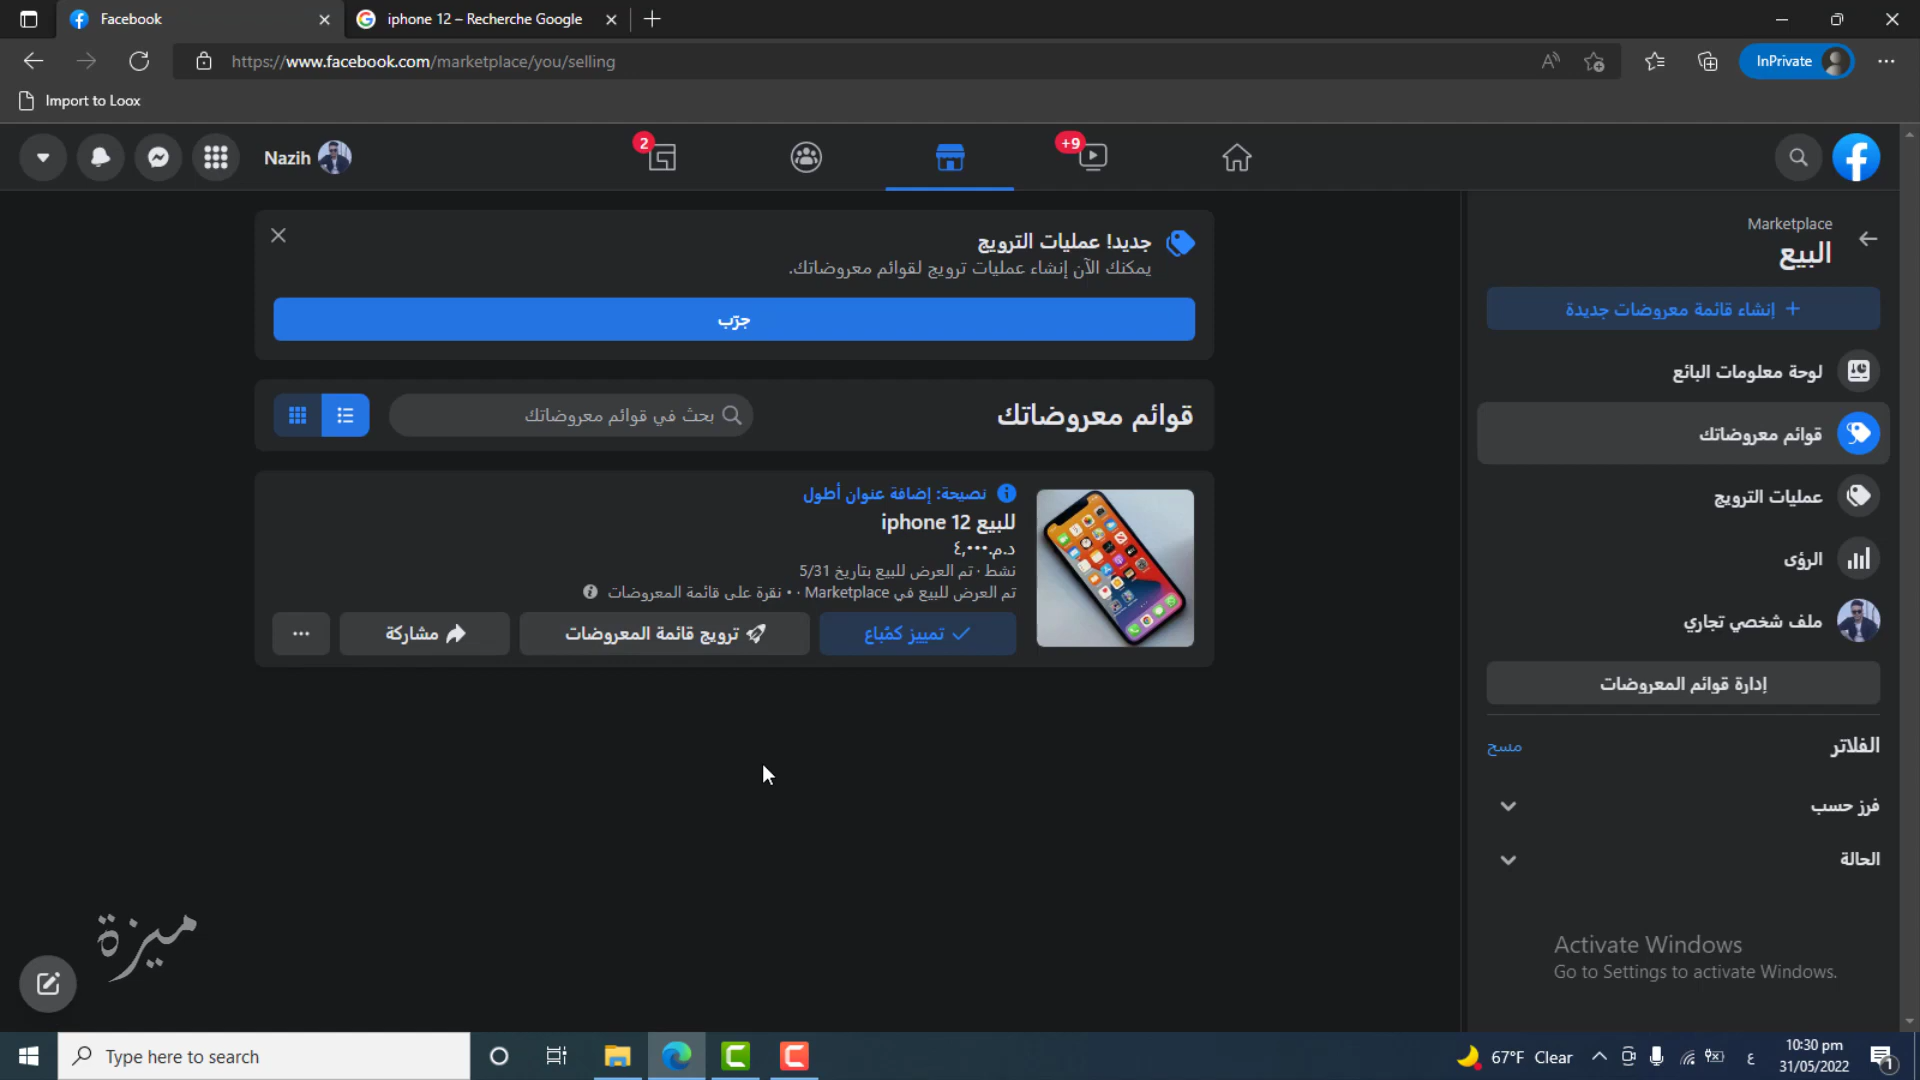 Facebook
iphone 12 – Recherche Google
https://www.facebook.com/marketplace/you/selling
InPrivate
Import to Loox
Nazih
2
+9
Marketplace
البيع
+ إنشاء قائمة معروضات جديدة
لوحة معلومات البائع
قوائم معروضاتك
عمليات الترويج
الرؤى
ملف شخصي تجاري
إدارة قوائم المعروضات
الفلاتر
مسح
فرز حسب
الحالة
جديد! عمليات الترويج
يمكنك الآن إنشاء عمليات ترويج لقوائم معروضاتك.
جرّب
قوائم معروضاتك
بحث في قوائم معروضاتك
نصيحة: إضافة عنوان أطول
للبيع iphone 12
د.م.٤,٠٠٠
نشط · تم العرض للبيع بتاريخ 5/31
تم العرض للبيع في Marketplace · ٠ نقرة على قائمة المعروضات
تمييز كمُباع
ترويج قائمة المعروضات
مشاركة
ميزة
Activate Windows
Go to Settings to activate Windows.
Type here to search
67°F Clear
ع
10:30 pm
31/05/2022
1